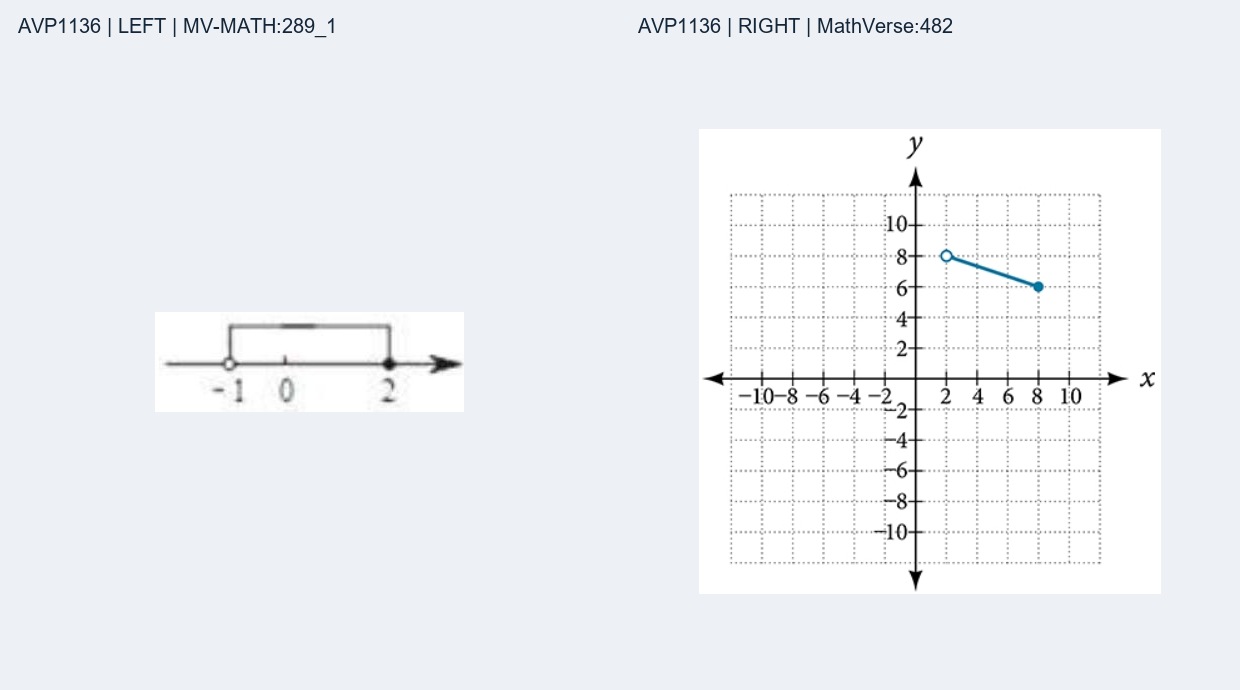 AVP1136 | LEFT | MV-MATH:289_1
AVP1136 | RIGHT | MathVerse:482
-1 0 2
y
10
8
6
4
2
−10 −8 −6 −4 −2 2 4 6 8 10 x
−2
−4
−6
−8
−10